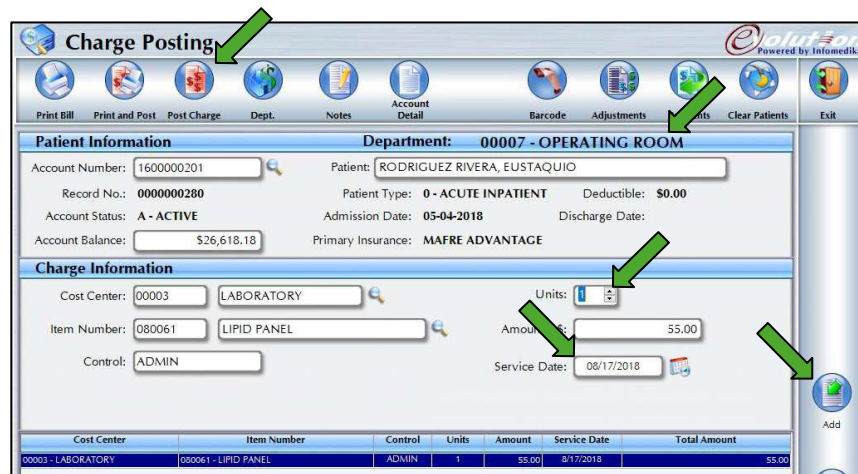 Charge Posting
Evolution
Powered by Infomedika
Print Bill Print and Post Post Charge Dept. Notes Account Detail Barcode Adjustments Clear Patients Exit
Patient Information Department: 00007 - OPERATING ROOM
Account Number: 1600000201 Patient: RODRIGUEZ RIVERA, EUSTAQUIO
Record No.: 0000000280 Patient Type: 0 - ACUTE INPATIENT Deductible: $0.00
Account Status: A - ACTIVE Admission Date: 05-04-2018 Discharge Date:
Account Balance: $26,618.18 Primary Insurance: MAFRE ADVANTAGE
Charge Information
Cost Center: 00003 LABORATORY Units: 1
Item Number: 080061 LIPID PANEL 55.00
Control: ADMIN Service Date: 08/17/2018
Add
Cost Center Item Number Control Units Amount Service Date Total Amount
00003 - LABORATORY 080061 - LIPID PANEL ADMIN 1 55.00 8/17/2018 55.00